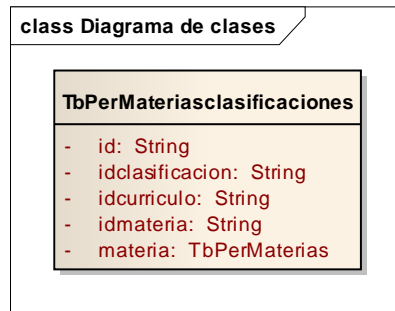 class Diagrama de clases
TbPerMateriasclasificaciones
- id: String
- idclasificacion: String
- idcurriculo: String
- idmateria: String
- materia: TbPerMaterias